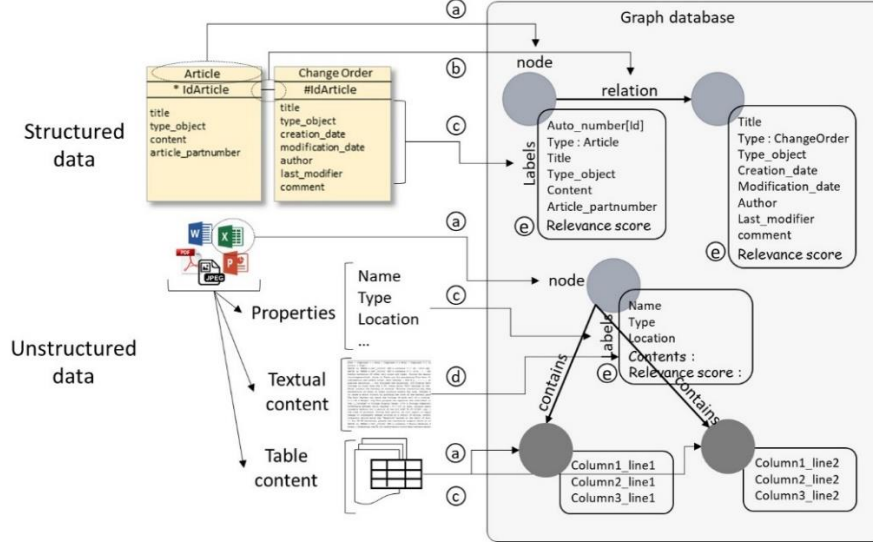 Graph database
a
node
b
relation
Article
* IdArticle
title
type_object
content
article_partnumber
Change Order
#IdArticle
title
type_object
creation_date
modification_date
author
last_modifier
comment
Structured
data
c
Labels
Auto_number[Id]
Type : Article
Title
Type_object
Content
Article_partnumber
e Relevance score
Title
Type : ChangeOrder
Type_object
Creation_date
Modification_date
Author
Last_modifier
comment
e Relevance score
a
W
X
PDF
JPEG
P
node
Unstructured
data
Properties
Name
Type
Location
...
c
Labels
Name
Type
Location
Contents :
e Relevance score :
Textual
content
d
contains
contains
Table
content
a
c
Column1_line1
Column2_line1
Column3_line1
Column1_line2
Column2_line2
Column3_line2